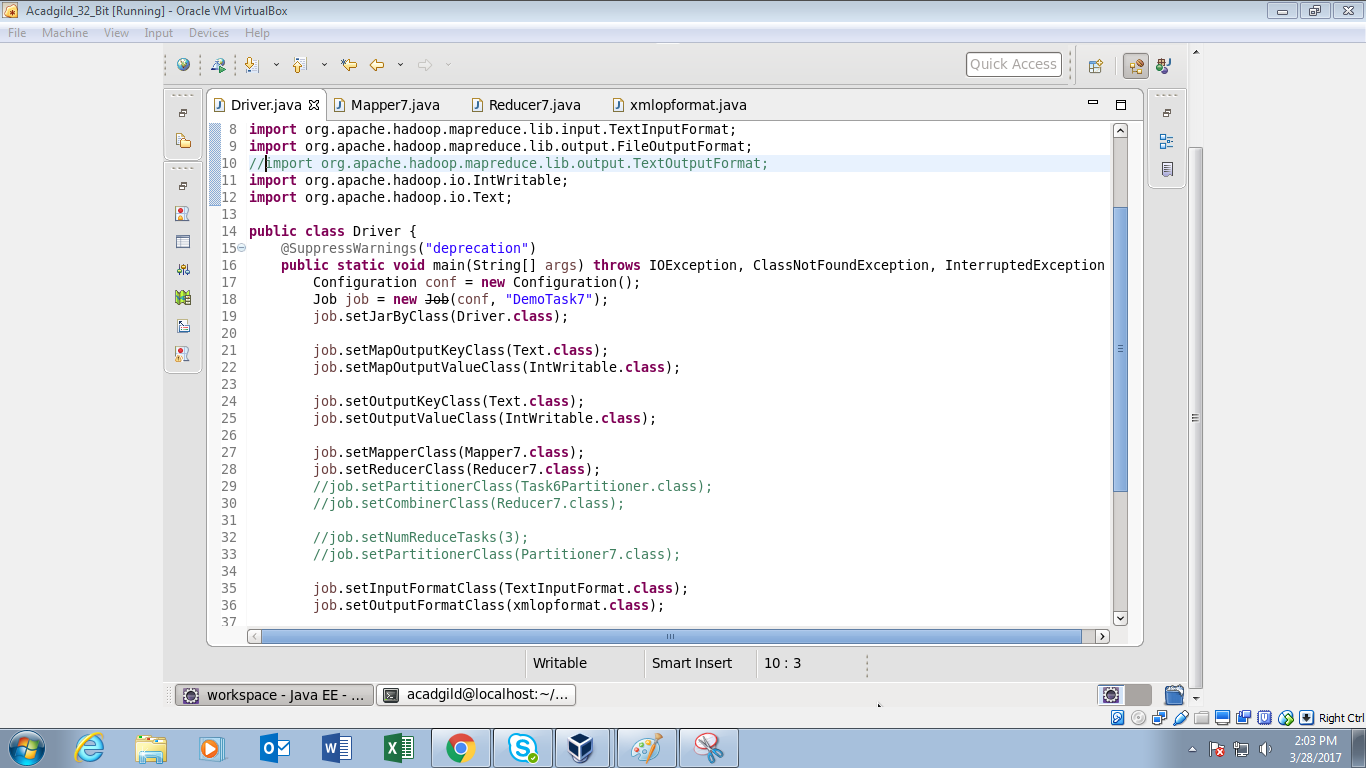 Acadgild_32_Bit [Running] - Oracle VM VirtualBox
File Machine View Input Devices Help
Quick Access
Driver.java Mapper7.java Reducer7.java xmlopformat.java
8 import org.apache.hadoop.mapreduce.lib.input.TextInputFormat;
9 import org.apache.hadoop.mapreduce.lib.output.FileOutputFormat;
10 //import org.apache.hadoop.mapreduce.lib.output.TextOutputFormat;
11 import org.apache.hadoop.io.IntWritable;
12 import org.apache.hadoop.io.Text;
13
14 public class Driver {
15 @SuppressWarnings("deprecation")
16 public static void main(String[] args) throws IOException, ClassNotFoundException, InterruptedException
17 Configuration conf = new Configuration();
18 Job job = new Job(conf, "DemoTask7");
19 job.setJarByClass(Driver.class);
20
21 job.setMapOutputKeyClass(Text.class);
22 job.setMapOutputValueClass(IntWritable.class);
23
24 job.setOutputKeyClass(Text.class);
25 job.setOutputValueClass(IntWritable.class);
26
27 job.setMapperClass(Mapper7.class);
28 job.setReducerClass(Reducer7.class);
29 //job.setPartitionerClass(Task6Partitioner.class);
30 //job.setCombinerClass(Reducer7.class);
31
32 //job.setNumReduceTasks(3);
33 //job.setPartitionerClass(Partitioner7.class);
34
35 job.setInputFormatClass(TextInputFormat.class);
36 job.setOutputFormatClass(xmlopformat.class);
37
Writable Smart Insert 10 : 3
workspace - Java EE - ... acadgild@localhost:~/...
Right Ctrl
2:03 PM
3/28/2017